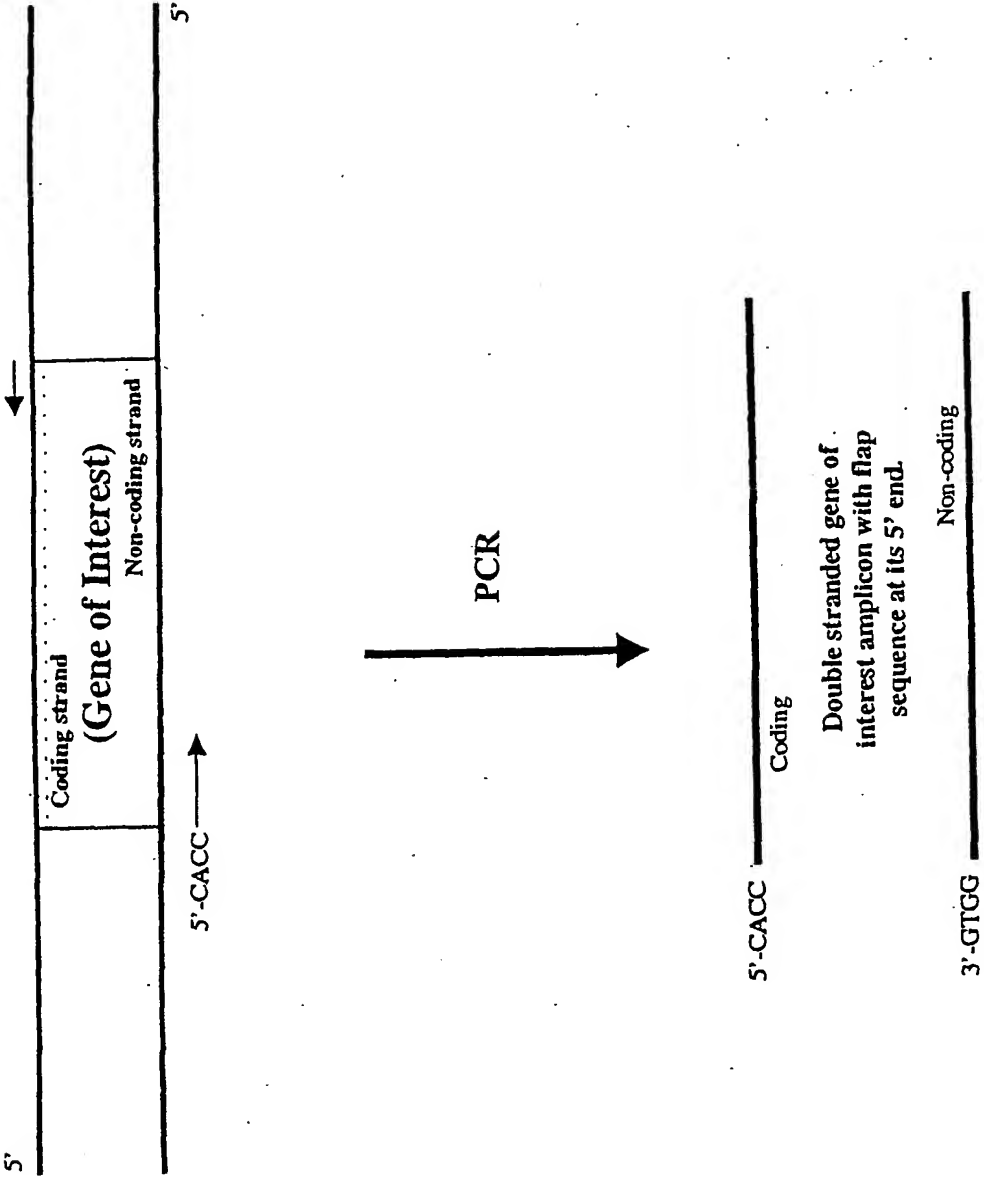 5'
5'
Coding strand
(Gene of Interest)
Non-coding strand
5'-CACC
PCR
5'-CACC
Coding
Double stranded gene of
interest amplicon with flap
sequence at its 5' end.
Non-coding
3'-GTGG